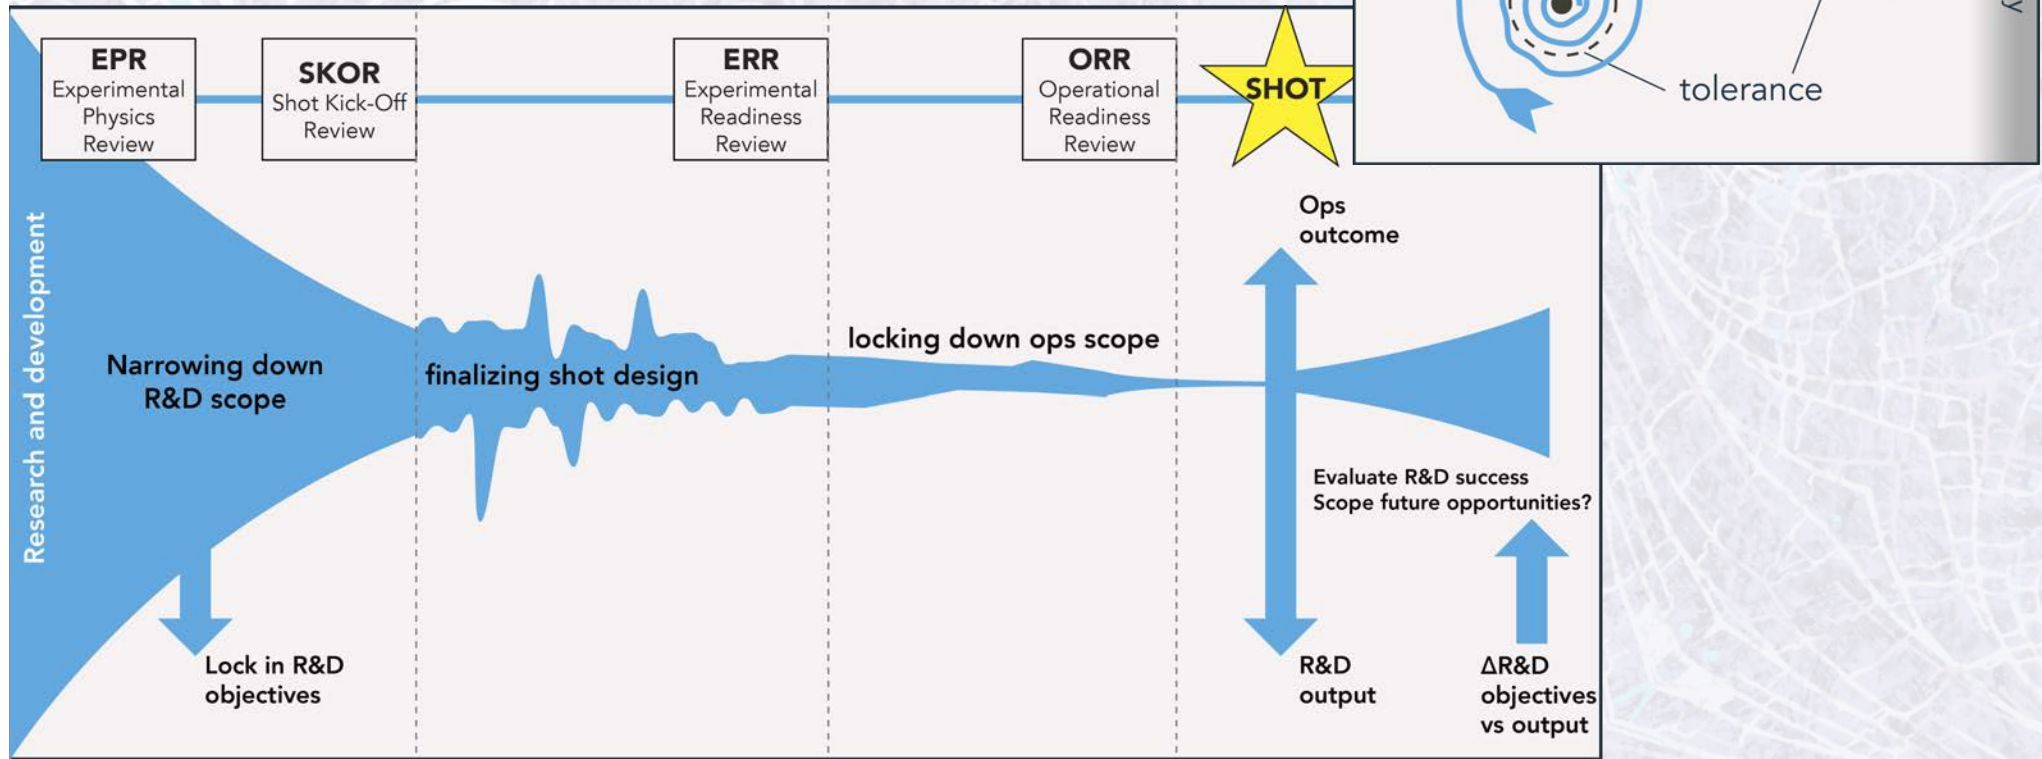 EPR
Experimental
Physics
Review
SKOR
Shot Kick-Off
Review
ERR
Experimental
Readiness
Review
ORR
Operational
Readiness
Review
SHOT
tolerance
Research and development
Narrowing down
R&D scope
finalizing shot design
locking down ops scope
Ops
outcome
Evaluate R&D success
Scope future opportunities?
Lock in R&D
objectives
R&D
output
ΔR&D
objectives
vs output